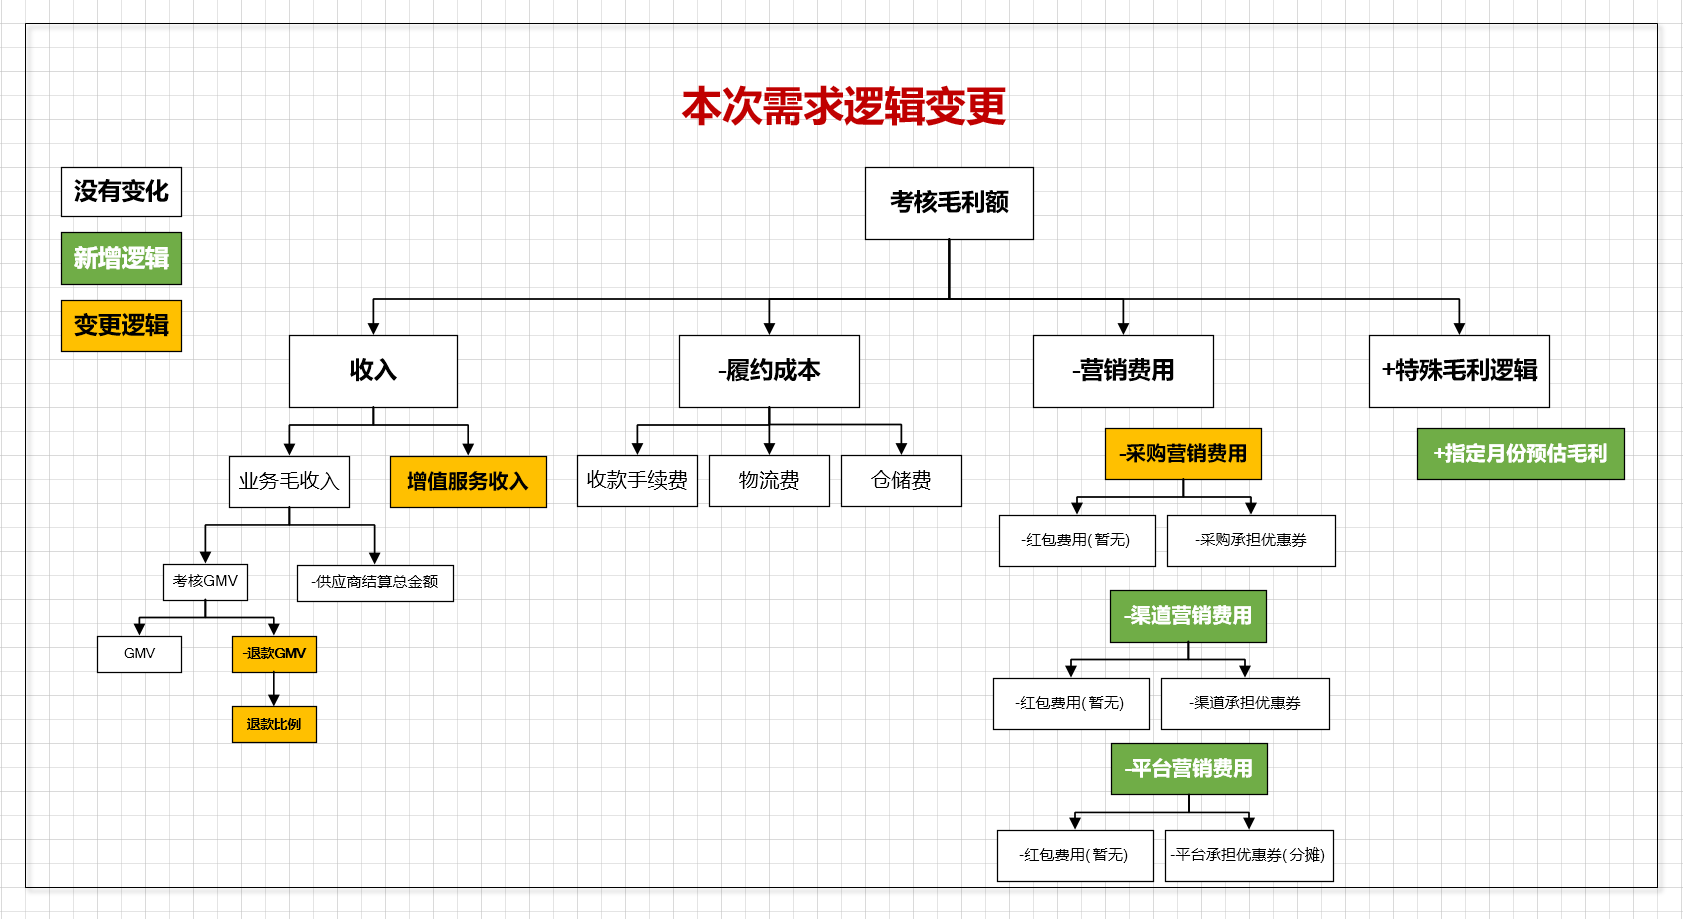 本次需求逻辑变更
没有变化
新增逻辑
变更逻辑
考核毛利额
收入
-履约成本
-营销费用
+特殊毛利逻辑
业务毛收入
增值服务收入
收款手续费
物流费
仓储费
-采购营销费用
+指定月份预估毛利
-红包费用(暂无)
-采购承担优惠券
考核GMV
-供应商结算总金额
GMV
-退款GMV
退款比例
-渠道营销费用
-红包费用(暂无)
-渠道承担优惠券
-平台营销费用
-红包费用(暂无)
-平台承担优惠券(分摊)